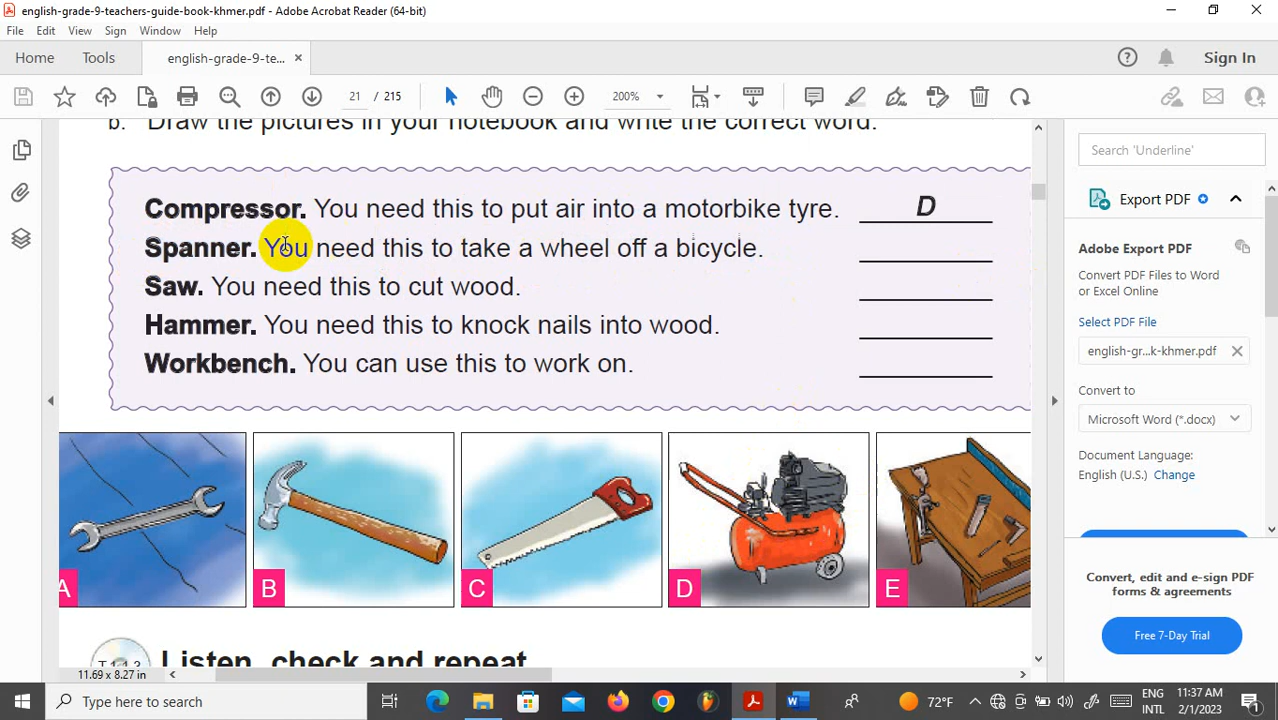 english-grade-9-teachers-guide-book-khmer.pdf - Adobe Acrobat Reader (64-bit)
File Edit View Sign Window Help
Home Tools english-grade-9-te... ×
Sign In
21 / 215 200%
b. Draw the pictures in your notebook and write the correct word.
Compressor. You need this to put air into a motorbike tyre. D
Spanner. You need this to take a wheel off a bicycle.
Saw. You need this to cut wood.
Hammer. You need this to knock nails into wood.
Workbench. You can use this to work on.
A B C D E
T 1.1.3 Listen, check and repeat
11.69 x 8.27 in
Search 'Underline'
Export PDF
Adobe Export PDF
Convert PDF Files to Word
or Excel Online
Select PDF File
english-gr...k-khmer.pdf ×
Convert to
Microsoft Word (*.docx)
Document Language:
English (U.S.) Change
Convert, edit and e-sign PDF
forms & agreements
Free 7-Day Trial
Type here to search
72°F
ENG
INTL
11:37 AM
2/1/2023